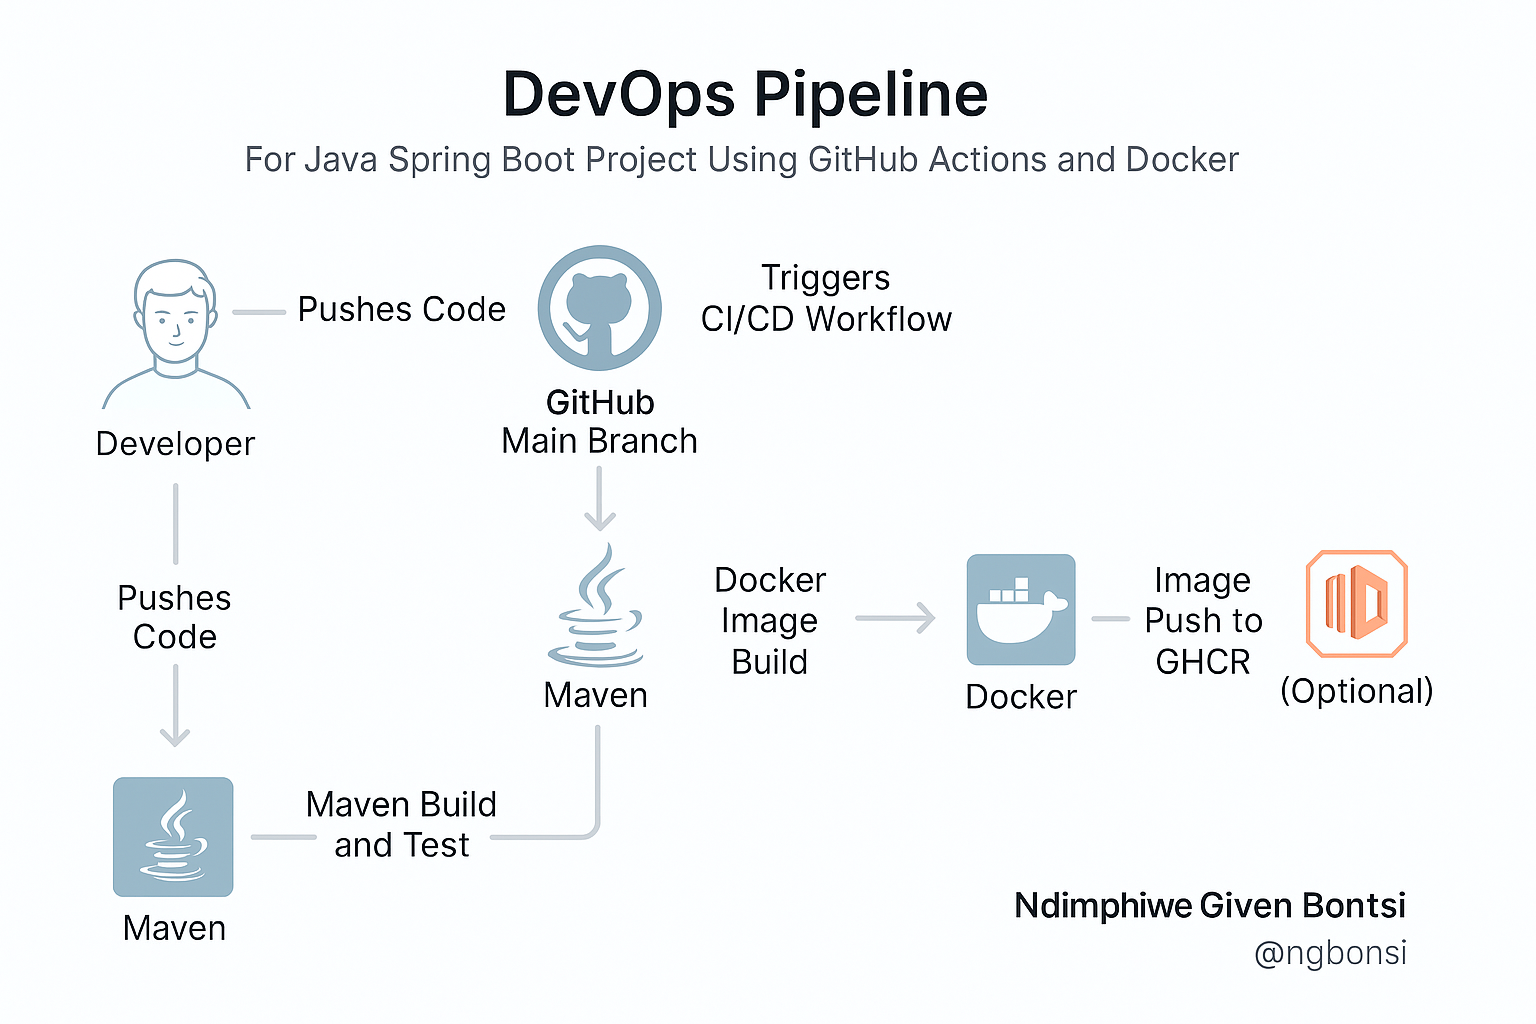 DevOps Pipeline
For Java Spring Boot Project Using GitHub Actions and Docker
Pushes Code
Triggers
CI/CD Workflow
GitHub
Main Branch
Developer
Pushes
Code
Maven
Docker
Image
Build
Docker
Image
Push to
GHCR
(Optional)
Maven Build
and Test
Maven
Ndimphiwe Given Bontsi
@ngbonsi